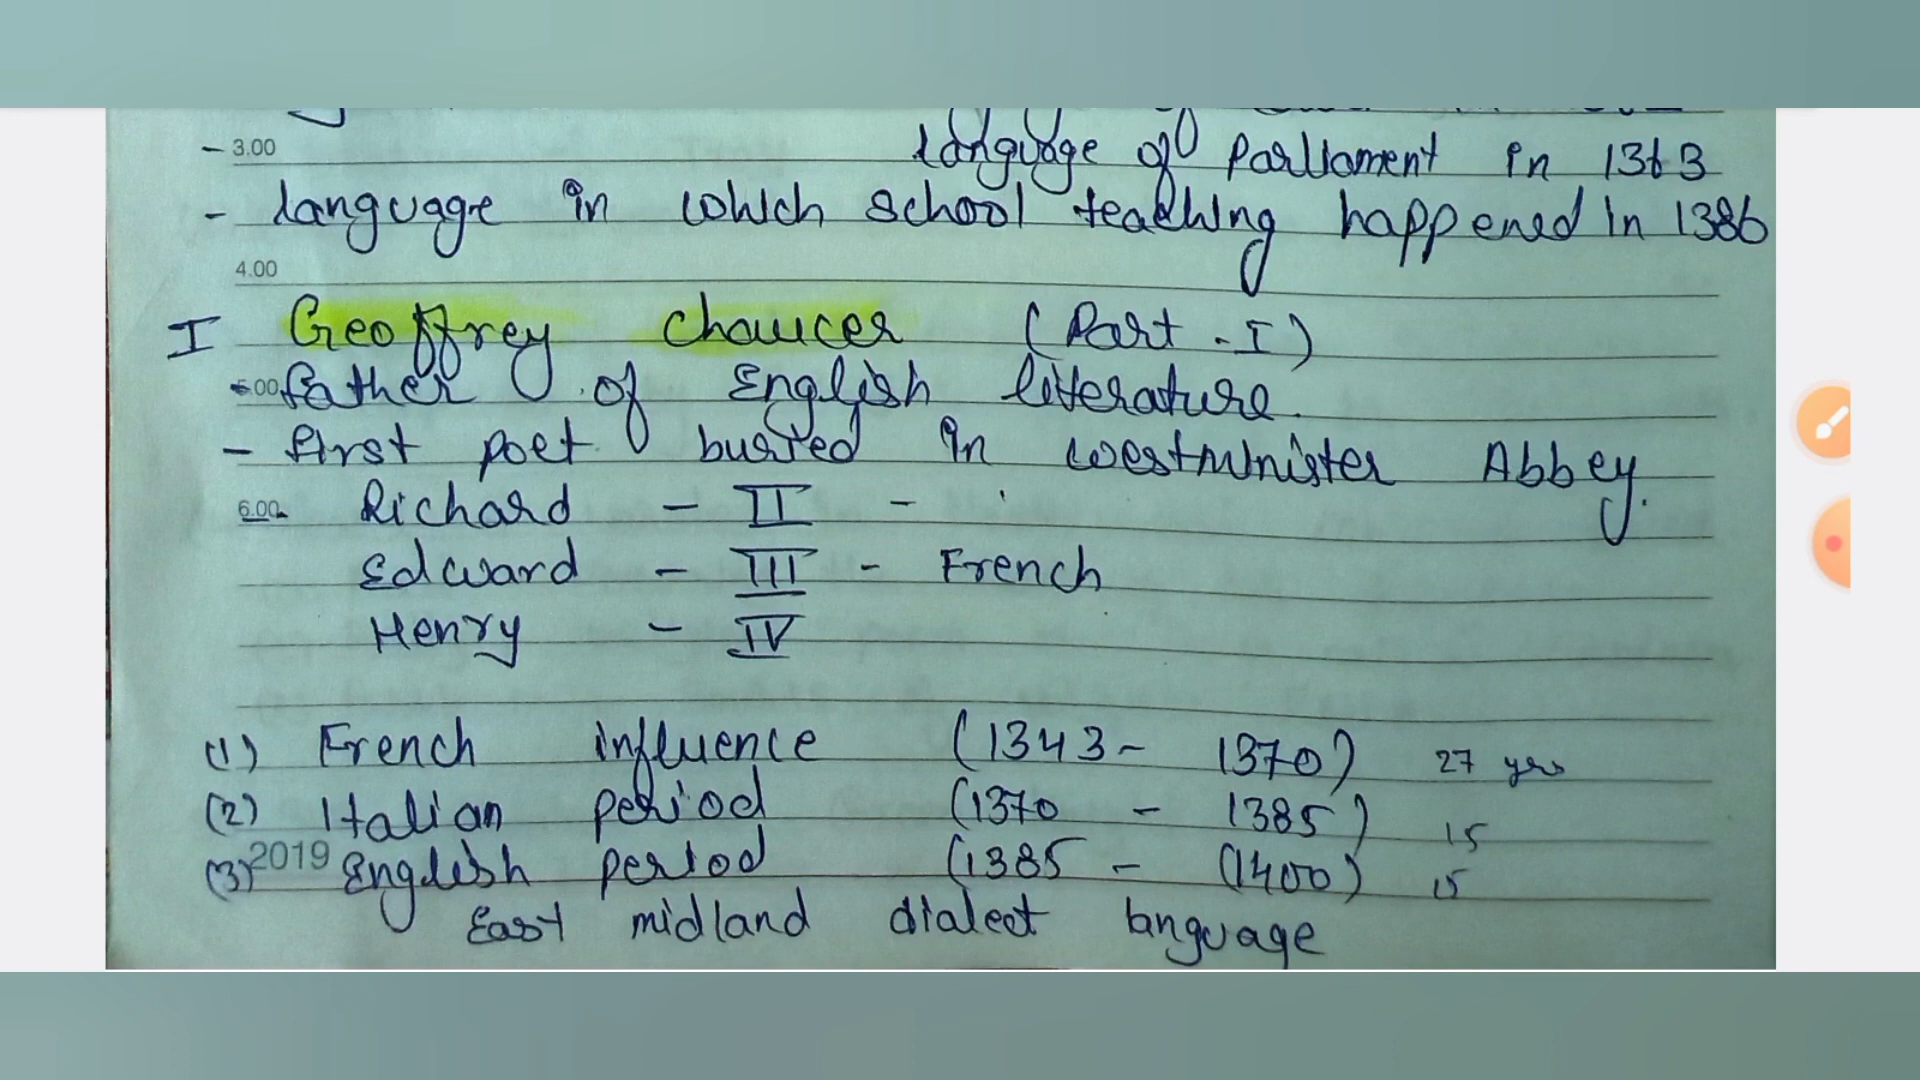 - 3.00 language of Parliament in 1363
- language in which school teaching happened in 1386
4.00
I Geoffrey Chaucer (Part - I)
- 5.00 father of English literature.
- first poet buried in westminister Abbey.
6.00 Richard - II -
Edward - III - French
Henry - IV
(1) French influence (1343 - 1370) 27 yrs
(2) Italian period (1370 - 1385) 15
(3) 2019 English period (1385 - (1400) 15
East midland dialect language